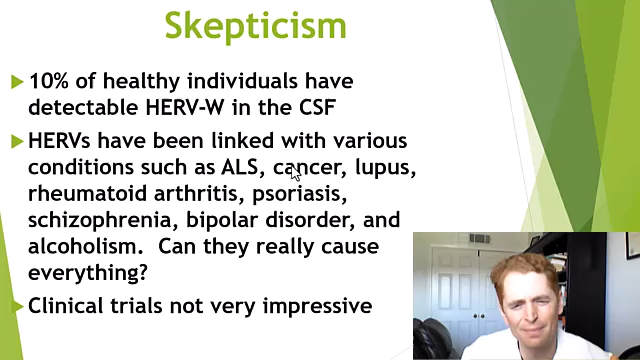 Skepticism
10% of healthy individuals have
detectable HERV-W in the CSF
HERVs have been linked with various
conditions such as ALS, cancer, lupus,
rheumatoid arthritis, psoriasis,
schizophrenia, bipolar disorder, and
alcoholism. Can they really cause
everything?
Clinical trials not very impressive